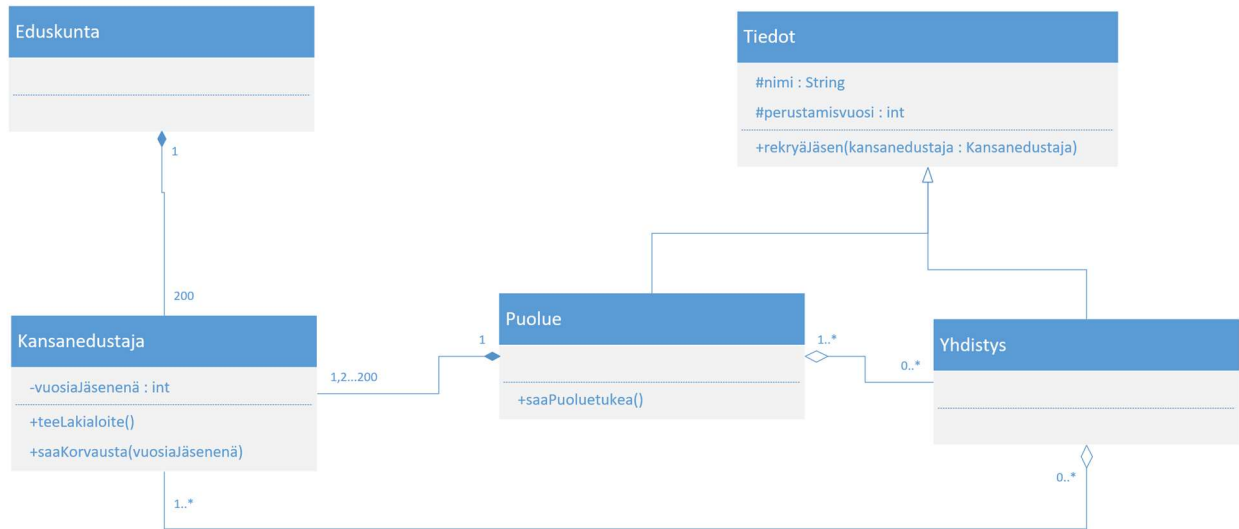 Eduskunta
1
200
Kansanedustaja
-vuosiaJäsenenä : int
+teeLakialoite()
+saaKorvausta(vuosiaJäsenenä)
1..*
1,2...200
1
Puolue
+saaPuoluetukea()
1..*
0..*
Tiedot
#nimi : String
#perustamisvuosi : int
+rekryäJäsen(kansanedustaja : Kansanedustaja)
Yhdistys
0..*